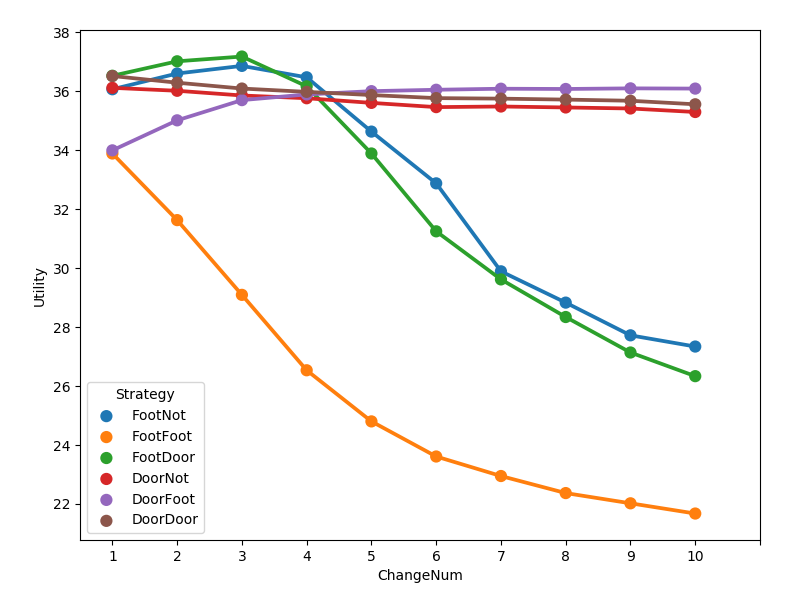 38
36
34
32
30
28
26
24
22
Utility
Strategy
FootNot
FootFoot
FootDoor
DoorNot
DoorFoot
DoorDoor
1 2 3 4 5 6 7 8 9 10
ChangeNum